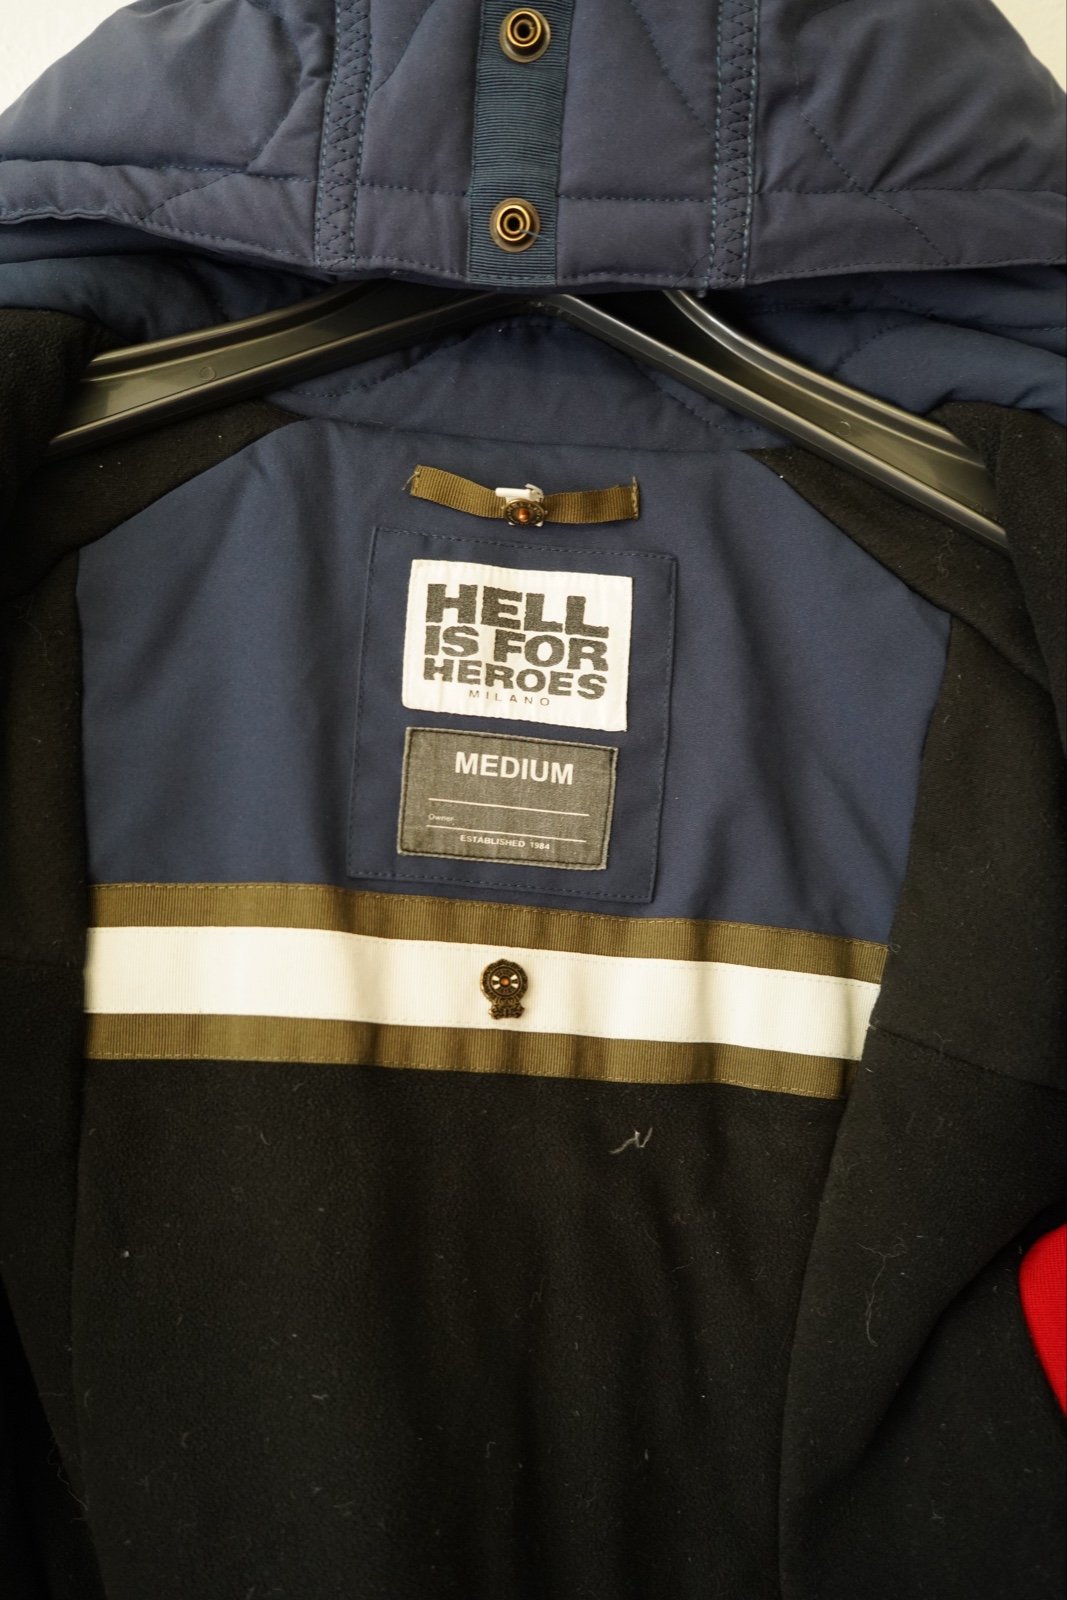 HELL
IS FOR
HEROES
MILANO
MEDIUM
Owner
ESTABLISHED 1984